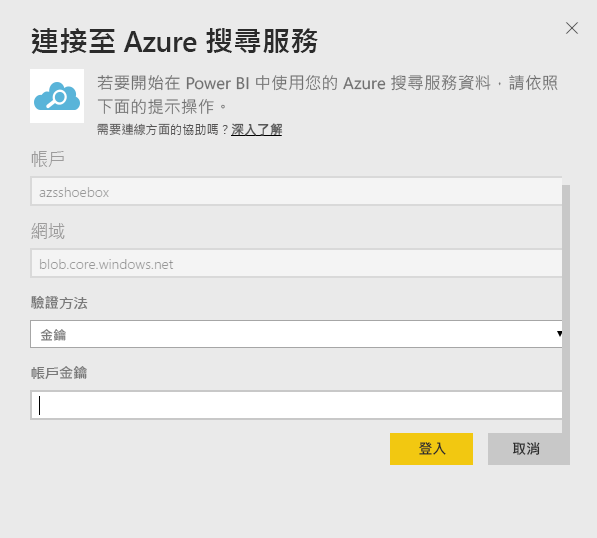 連接至 Azure 搜尋服務
若要開始在 Power BI 中使用您的 Azure 搜尋服務資料，請依照
下面的提示操作。
需要連線方面的協助嗎？深入了解
帳戶
azsshoebox
網域
blob.core.windows.net
驗證方法
金鑰
帳戶金鑰
登入
取消